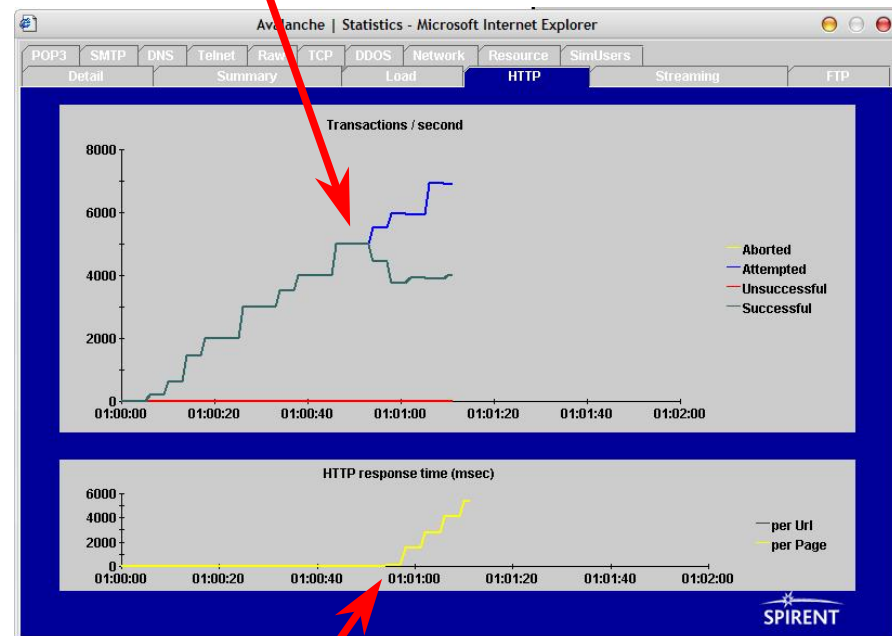 Avalanche | Statistics - Microsoft Internet Explorer
POP3 SMTP DNS Telnet Raw TCP DDOS Network Resource SimUsers
Detail Summary Load HTTP Streaming FTP
Transactions / second
8000
6000
4000
2000
0
01:00:00 01:00:20 01:00:40 01:01:00 01:01:20 01:01:40 01:02:00
Aborted
Attempted
Unsuccessful
Successful
HTTP response time (msec)
6000
4000
2000
0
01:00:00 01:00:20 01:00:40 01:01:00 01:01:20 01:01:40 01:02:00
per Url
per Page
SPIRENT